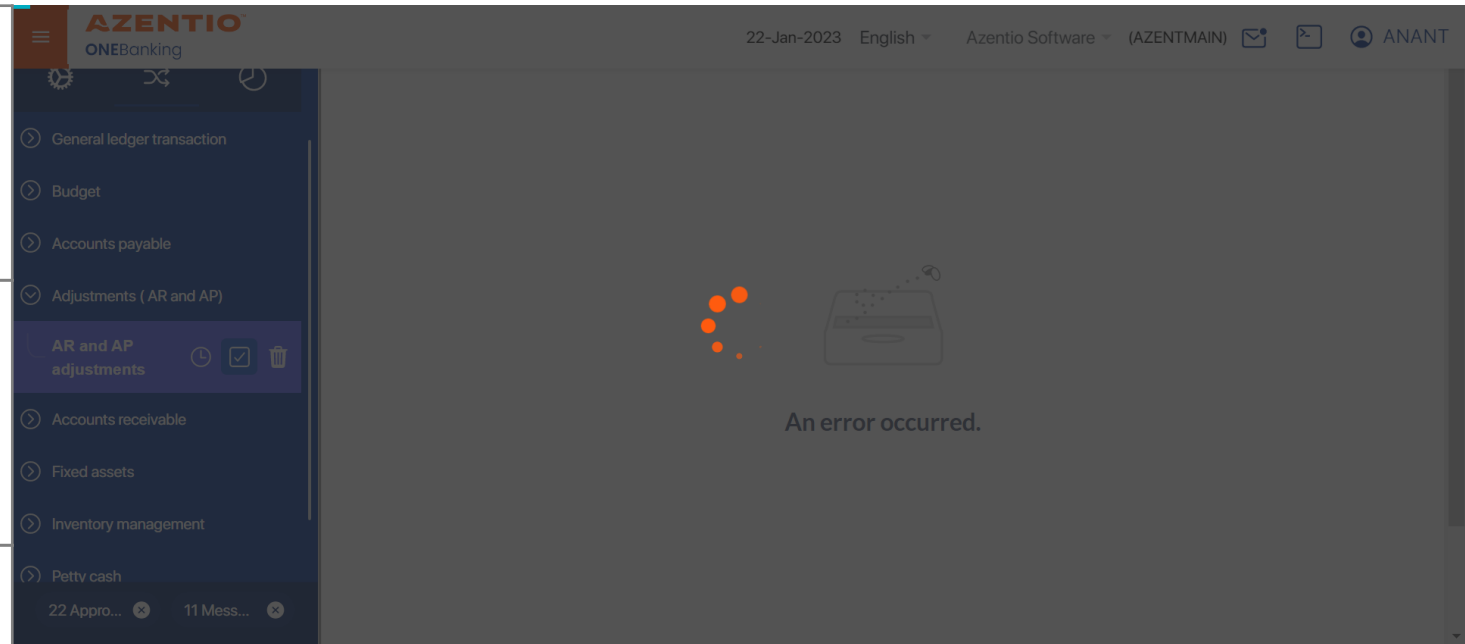 AZENTIO
ONEBanking
22-Jan-2023 English Azentio Software (AZENTMAIN) ANANT
General ledger transaction
Budget
Accounts payable
Adjustments ( AR and AP)
AR and AP
adjustments
Accounts receivable
Fixed assets
Inventory management
Petty cash
22 Appro... 11 Mess...
An error occurred.